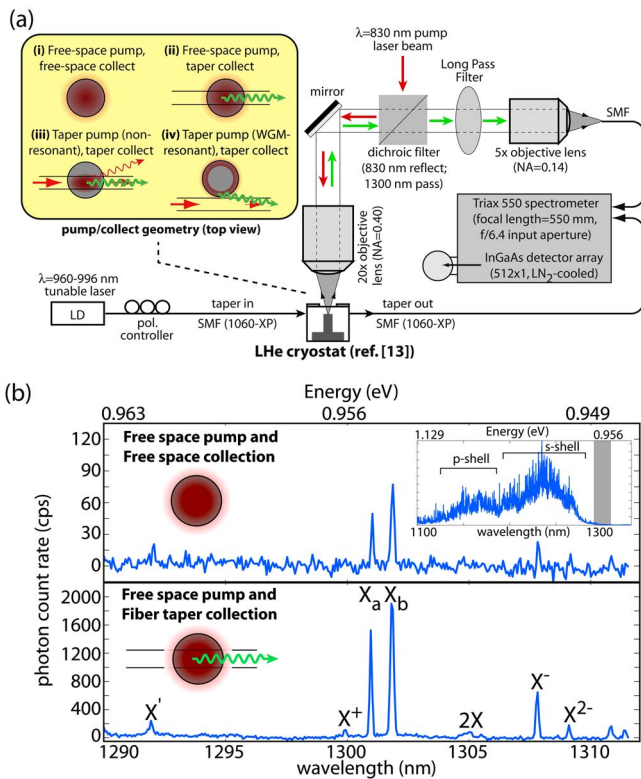 (a)
(i) Free-space pump,
free-space collect
(ii) Free-space pump,
taper collect
(iii) Taper pump (non-
resonant), taper collect
(iv) Taper pump (WGM-
resonant), taper collect
pump/collect geometry (top view)
λ=830 nm pump
laser beam
Long Pass
Filter
mirror
SMF
dichroic filter
(830 nm reflect;
1300 nm pass)
5x objective lens
(NA=0.14)
20x objective
lens (NA=0.40)
Triax 550 spectrometer
(focal length=550 mm,
f/6.4 input aperture)
InGaAs detector array
(512x1, LN2-cooled)
λ=960-996 nm
tunable laser
LD
pol.
controller
taper in
SMF (1060-XP)
taper out
SMF (1060-XP)
LHe cryostat (ref. [13])
(b)
Energy (eV)
0.963
0.956
0.949
Free space pump and
Free space collection
Energy (eV)
1.129
0.956
s-shell
p-shell
1100
wavelength (nm)
1300
120
90
60
30
0
photon count rate (cps)
Free space pump and
Fiber taper collection
2000
1600
1200
800
400
0
X'
X+
Xa
Xb
2X
X-
X2-
1290
1295
1300
1305
1310
wavelength (nm)